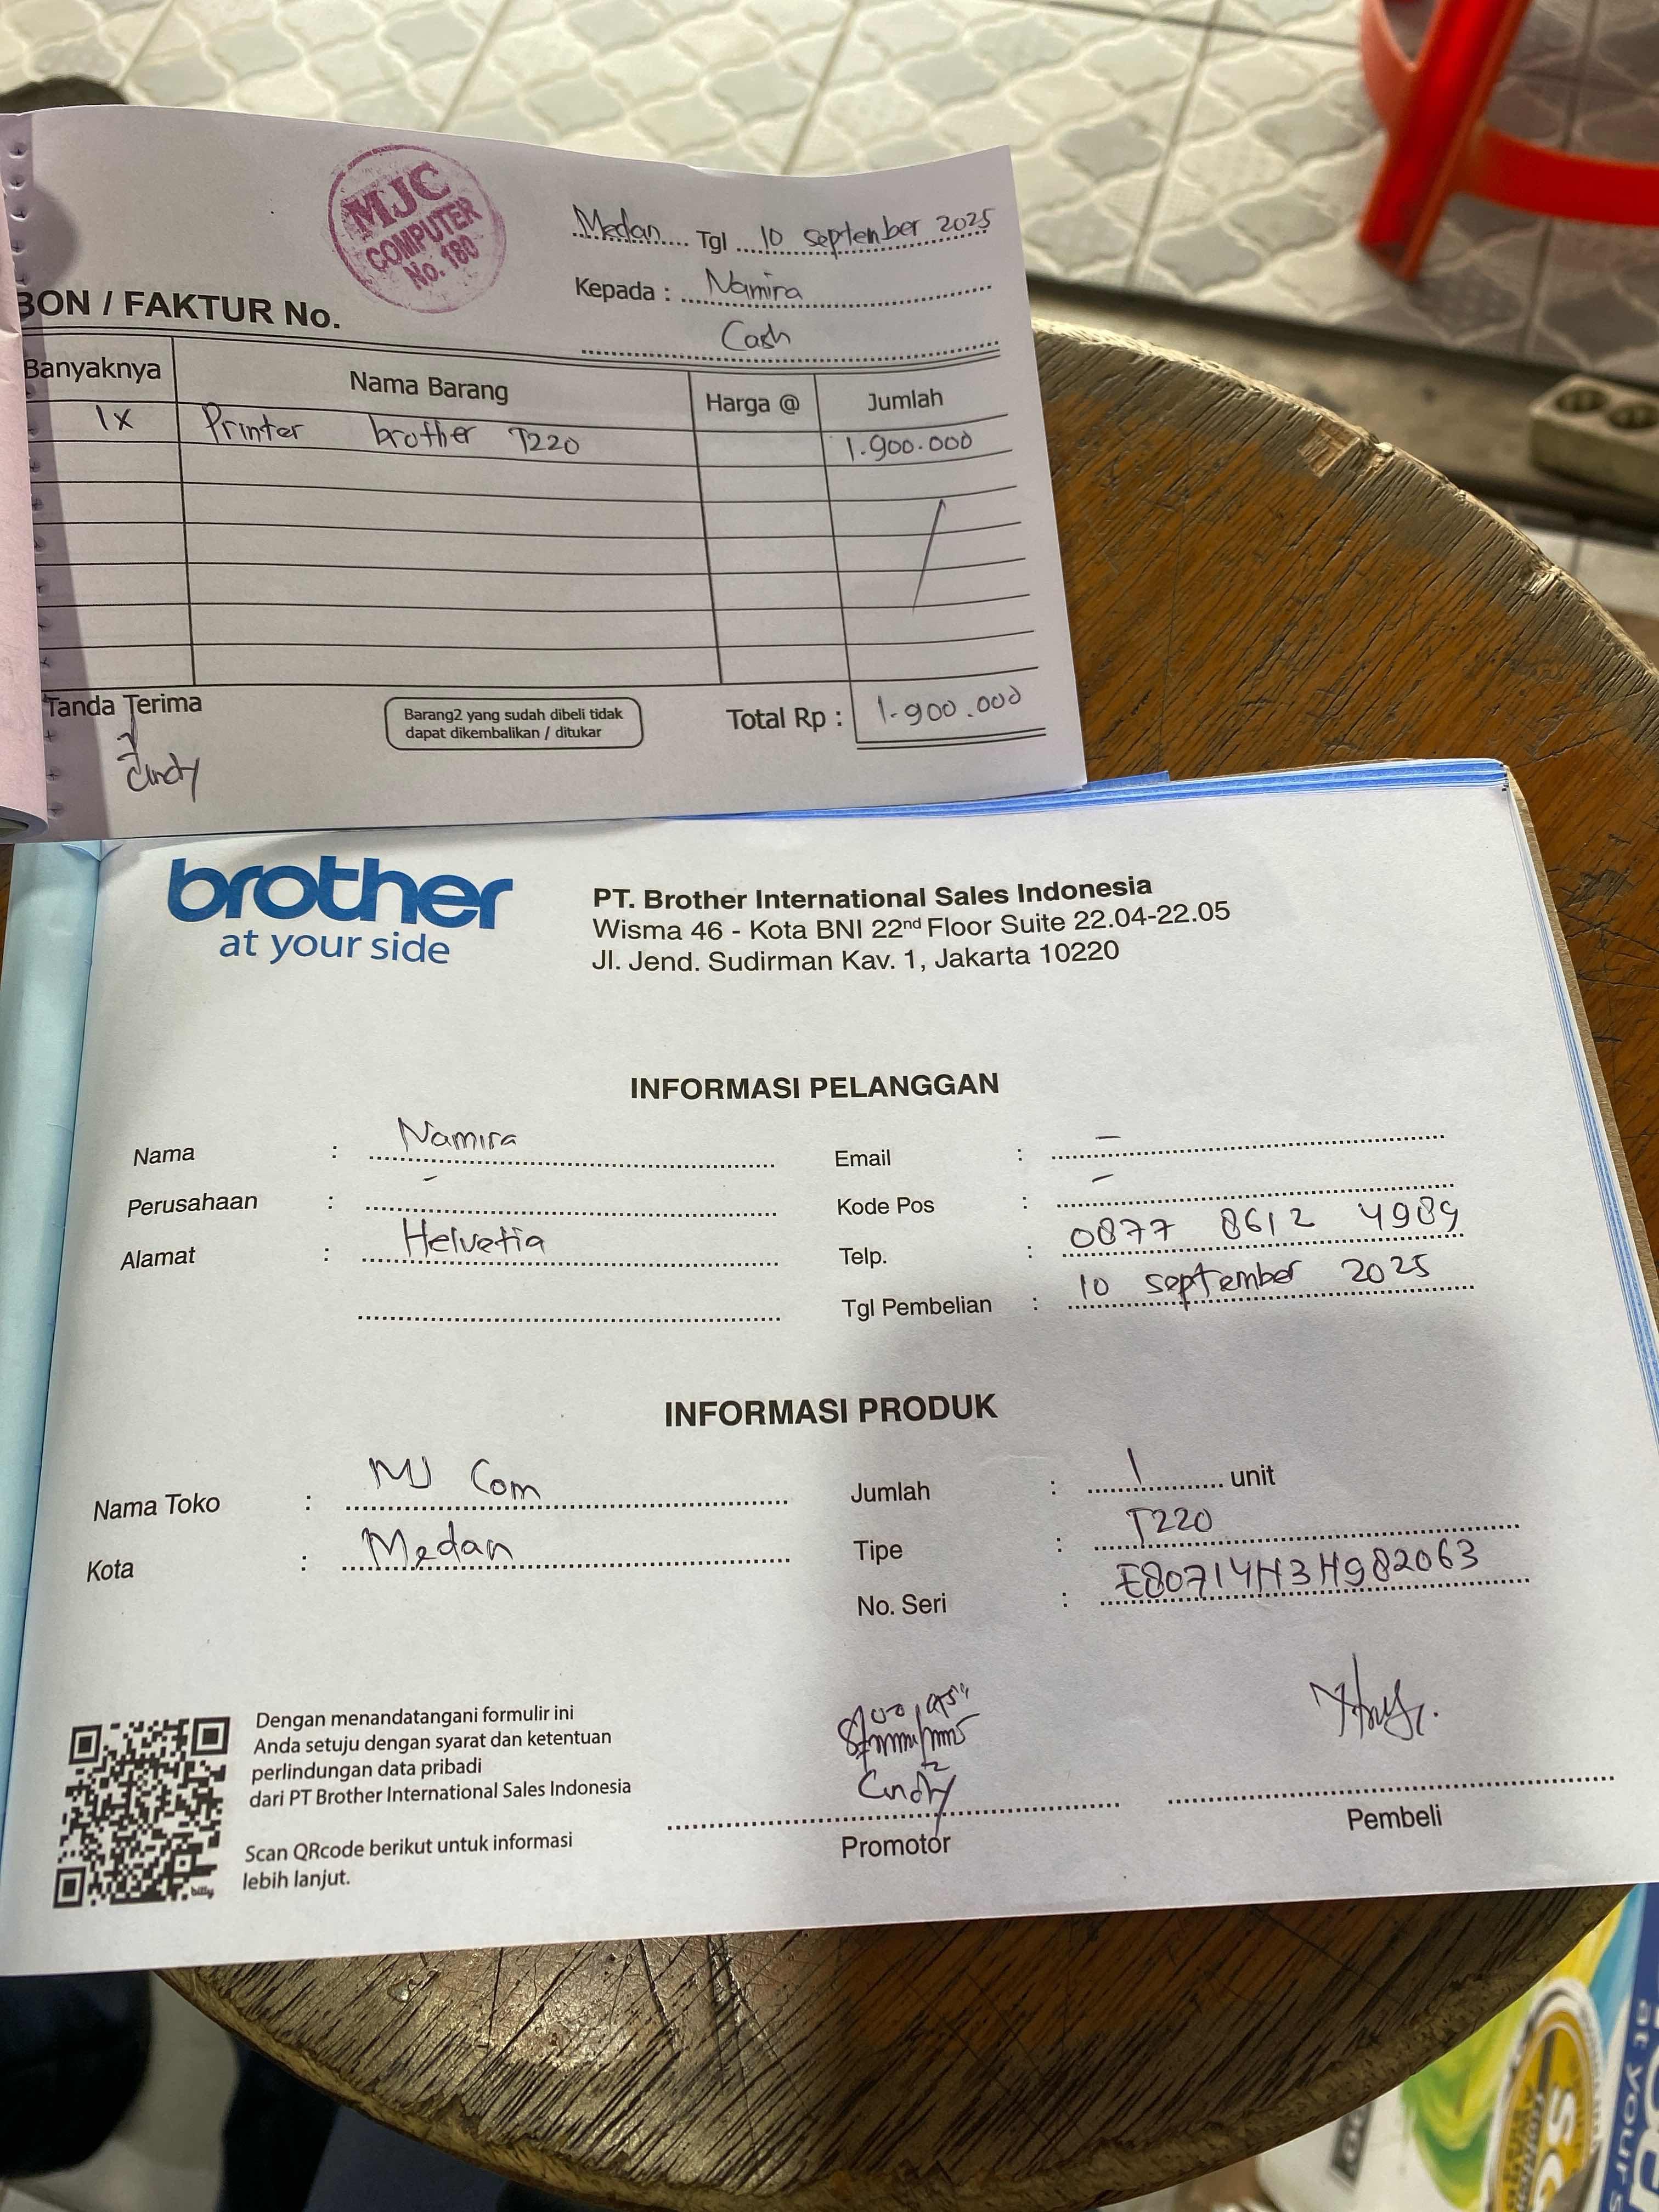 MJC
COMPUTER
No. 180
Medan Tgl 10 september 2025
Kepada : Namira
Cash
BON / FAKTUR No.
Banyaknya Nama Barang Harga @ Jumlah
1x Printer brother T220 1.900.000
Tanda Terima
Cindy
Barang2 yang sudah dibeli tidak
dapat dikembalikan / ditukar
Total Rp : 1.900.000
brother
at your side
PT. Brother International Sales Indonesia
Wisma 46 - Kota BNI 22nd Floor Suite 22.04-22.05
Jl. Jend. Sudirman Kav. 1, Jakarta 10220
INFORMASI PELANGGAN
Nama : Namira
Perusahaan : -
Alamat : Helvetia
Email : -
Kode Pos : -
Telp. : 0877 8612 4989
Tgl Pembelian : 10 september 2025
INFORMASI PRODUK
Nama Toko : MJ Com
Kota : Medan
Jumlah : 1 unit
Tipe : T220
No. Seri : E80714H3H982063
Dengan menandatangani formulir ini
Anda setuju dengan syarat dan ketentuan
perlindungan data pribadi
dari PT Brother International Sales Indonesia
Scan QRcode berikut untuk informasi
lebih lanjut.
billy
Cindy
Promotor
Pembeli
at your s